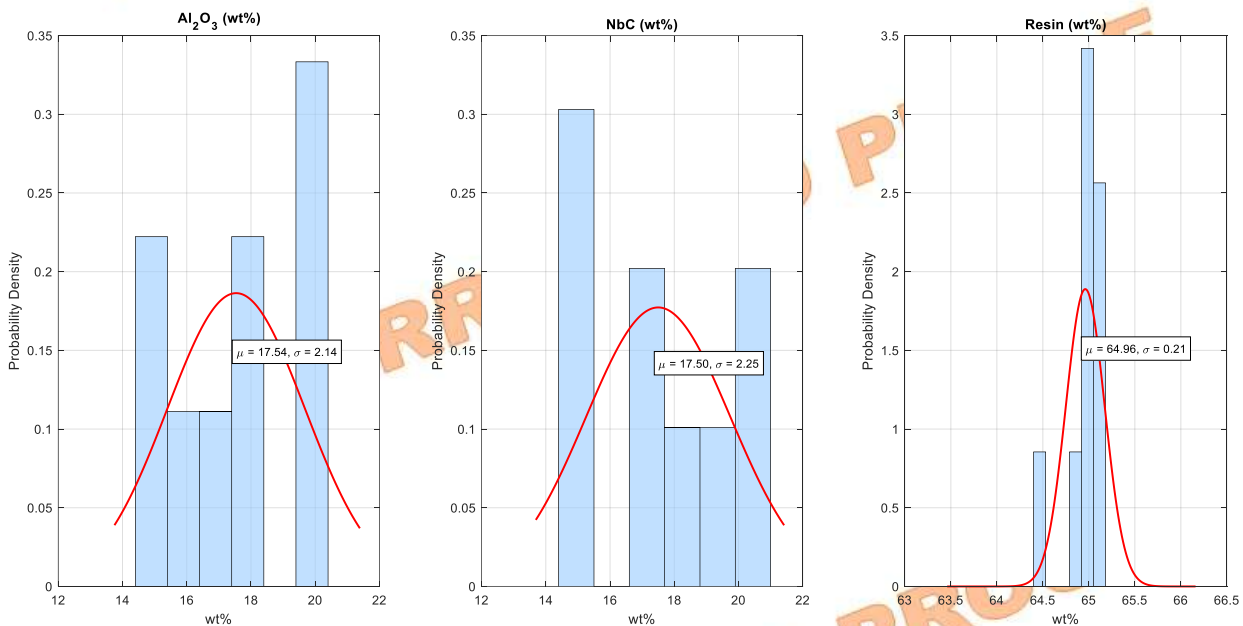 Al₂O₃ (wt%)
0.35
0.3
0.25
0.2
0.15
0.1
0.05
0
Probability Density
μ = 17.54, σ = 2.14
12 14 16 18 20 22
wt%
NbC (wt%)
0.35
0.3
0.25
0.2
0.15
0.1
0.05
0
Probability Density
μ = 17.50, σ = 2.25
12 14 16 18 20 22
wt%
Resin (wt%)
3.5
3
2.5
2
1.5
1
0.5
0
Probability Density
μ = 64.96, σ = 0.21
63 63.5 64 64.5 65 65.5 66 66.5
wt%